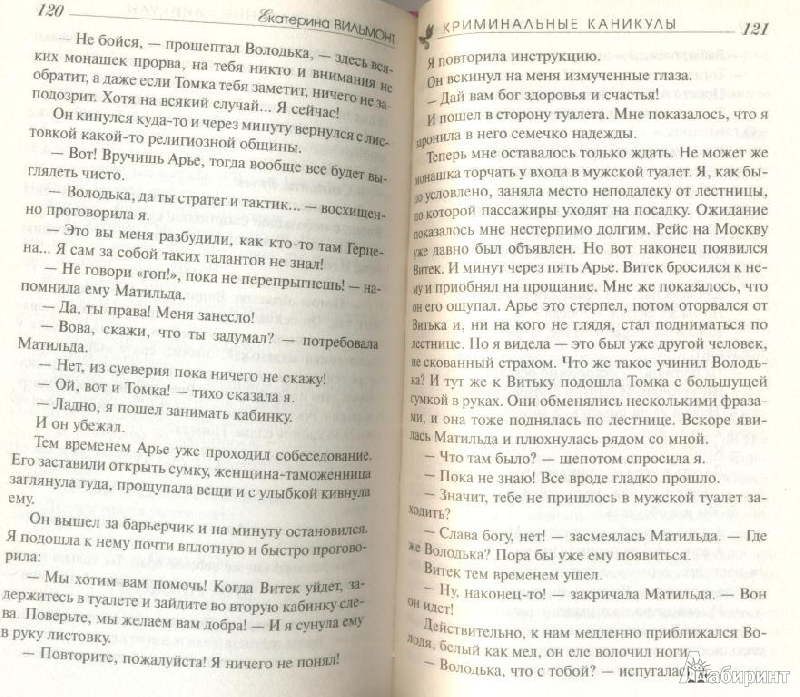 120
Екатерина ВИЛЬМОНТ
— Не бойся, — прошептал Володька, — здесь вся-
ких монашек прорва, на тебя никто и внимания не
обратит, а даже если Томка тебя заметит, ничего не за-
подозрит. Хотя на всякий случай... Я сейчас!
Он кинулся куда-то и через минуту вернулся с лис-
товкой какой-то религиозной общины.
— Вот! Вручишь Арье, тогда вообще все будет вы-
глядеть чисто.
— Володька, да ты стратег и тактик... — восхищен-
но проговорила я.
— Это вы меня разбудили, как кто-то там Герце-
на... Я сам за собой таких талантов не знал!
— Не говори «гоп!», пока не перепрыгнешь! — на-
помнила ему Матильда.
— Да, ты права! Меня занесло!
— Вова, скажи, что ты задумал? — потребовала
Матильда.
— Нет, из суеверия пока ничего не скажу!
— Ой, вот и Томка! — тихо сказала я.
— Ладно, я пошел занимать кабинку.
И он убежал.
Тем временем Арье уже проходил собеседование.
Его заставили открыть сумку, женщина-таможенница
заглянула туда, прощупала вещи и с улыбкой кивнула
ему.
Он вышел за барьерчик и на минуту остановился.
Я подошла к нему почти вплотную и быстро прогово-
рила:
— Мы хотим вам помочь! Когда Витек уйдет, за-
держитесь в туалете и зайдите во вторую кабинку сле-
ва. Поверьте, мы желаем вам добра! — И я сунула ему
в руку листовку.
— Повторите, пожалуйста! Я ничего не понял!
КРИМИНАЛЬНЫЕ КАНИКУЛЫ
121
Я повторила инструкцию.
Он вскинул на меня измученные глаза.
— Дай вам бог здоровья и счастья!
И пошел в сторону туалета. Мне показалось, что я
заронила в него семечко надежды.
Теперь мне оставалось только ждать. Не может же
монашка торчать у входа в мужской туалет. Я, как бы-
ло условлено, заняла место неподалеку от лестницы,
по которой пассажиры уходят на посадку. Ожидание
показалось мне нестерпимо долгим. Рейс на Москву
уже давно был объявлен. Но вот наконец появился
Витек. И минут через пять Арье. Витек бросился к не-
му и приобнял на прощание. Мне же показалось, что
он его ощупал. Арье это стерпел, потом оторвался от
Витька и, ни на кого не глядя, стал подниматься по
лестнице. Но я видела — это был уже другой человек,
не скованный страхом. Что же такое учинил Володь-
ка? И тут же к Витьку подошла Томка с большущей
сумкой в руках. Они обменялись несколькими фраза-
ми, и она тоже поднялась по лестнице. Вскоре яви-
лась Матильда и плюхнулась рядом со мной.
— Что там было? — шепотом спросила я.
— Пока не знаю! Все вроде гладко прошло.
— Значит, тебе не пришлось в мужской туалет за-
ходить?
— Слава богу, нет! — засмеялась Матильда. — Где
же Володька? Пора бы уже ему появиться.
Витек тем временем ушел.
— Ну, наконец-то! — закричала Матильда. — Вон
он идет!
Действительно, к нам медленно приближался Во-
лодя, белый как мел, он еле волочил ноги.
— Володька, что с тобой? — испугалась
Лабиринт